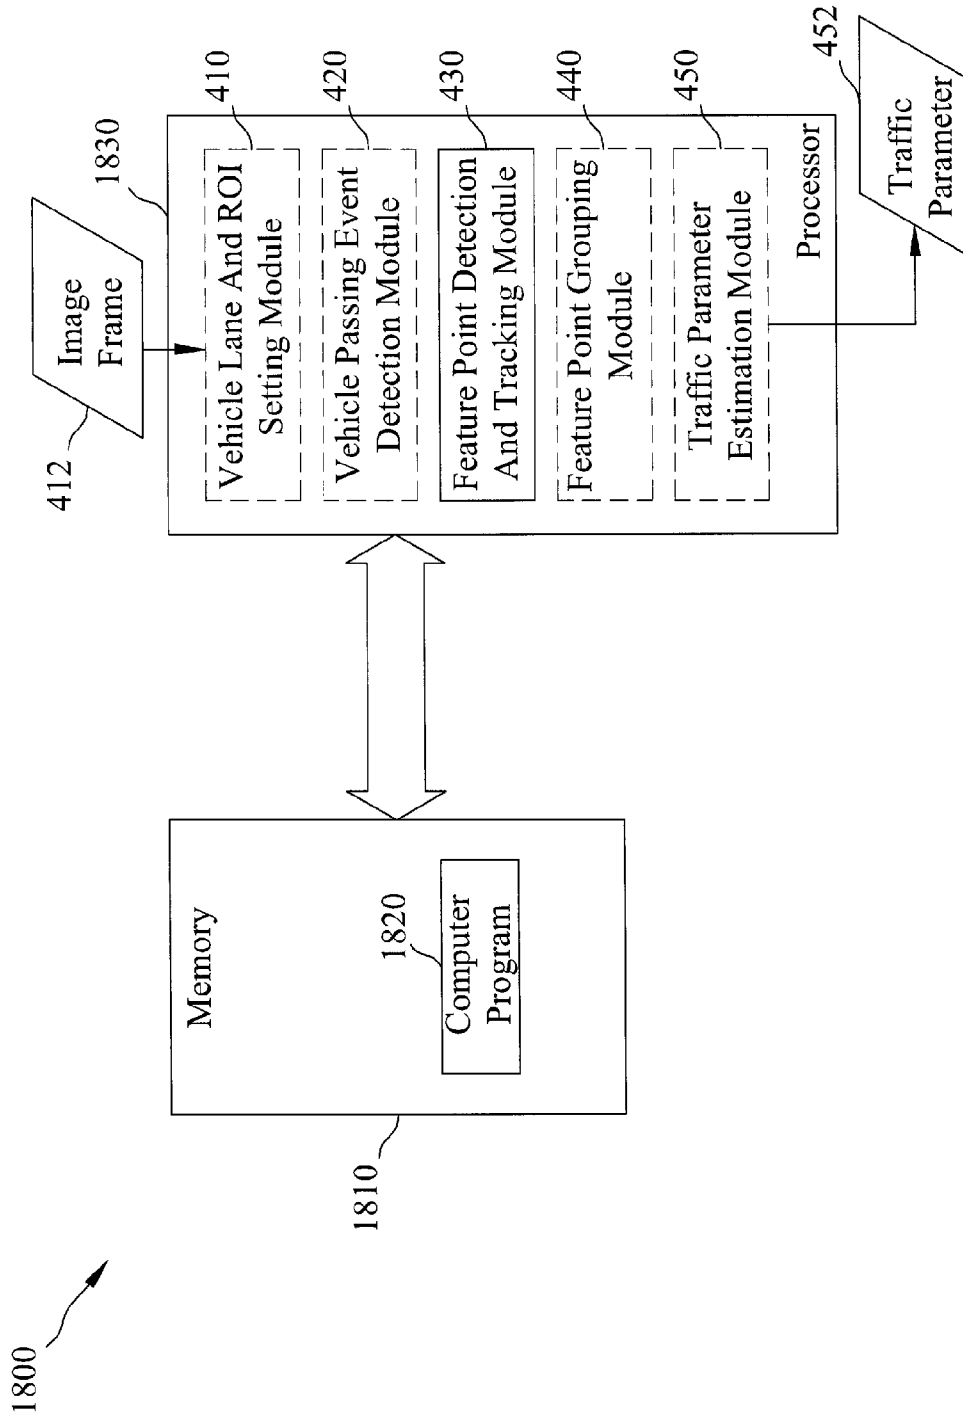 1800
1810
Memory
1820
Computer
Program
412
Image
Frame
1830
Vehicle Lane And ROI
Setting Module
410
Vehicle Passing Event
Detection Module
420
Feature Point Detection
And Tracking Module
430
Feature Point Grouping
Module
440
Traffic Parameter
Estimation Module
450
Processor
452
Traffic
Parameter